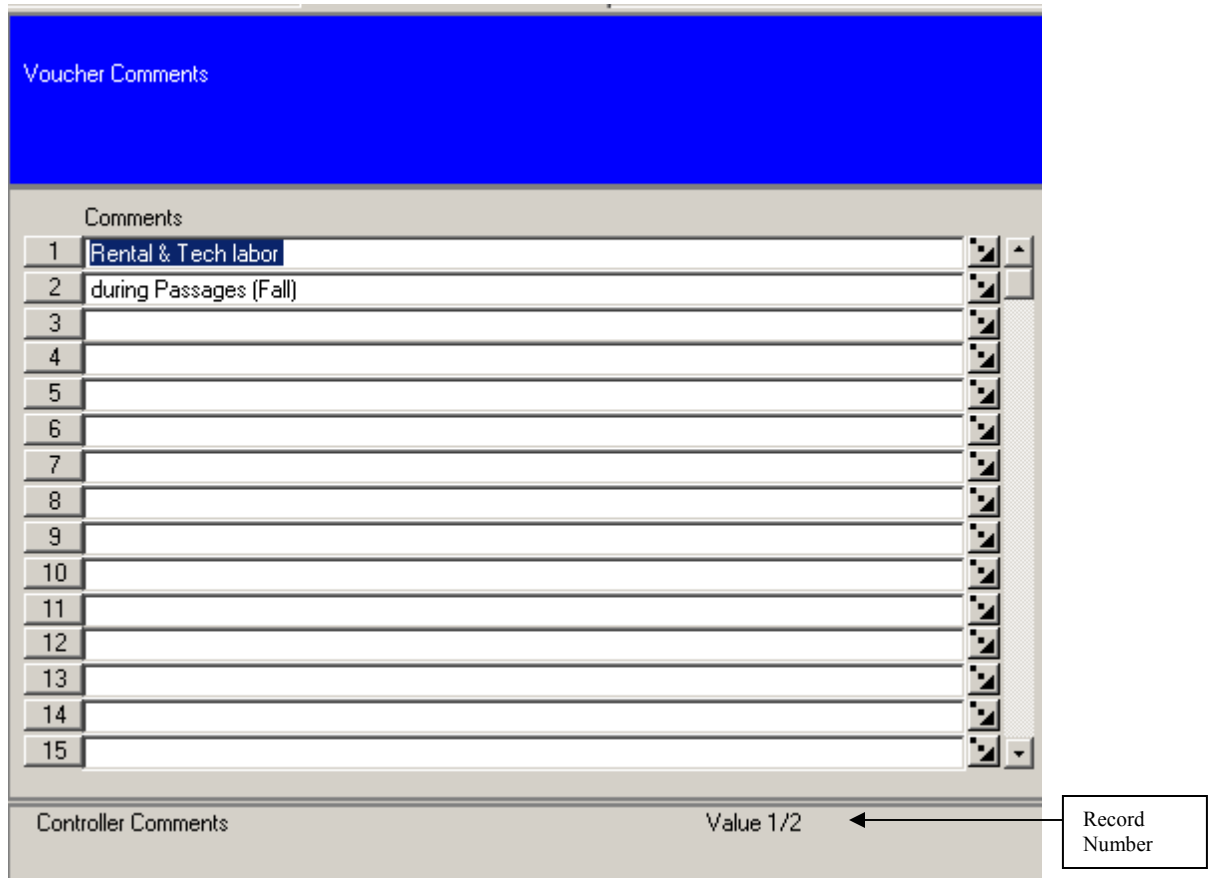 Voucher Comments
Comments
1 Rental & Tech labor
2 during Passages (Fall)
3
4
5
6
7
8
9
10
11
12
13
14
15
Controller Comments Value 1/2
Record
Number